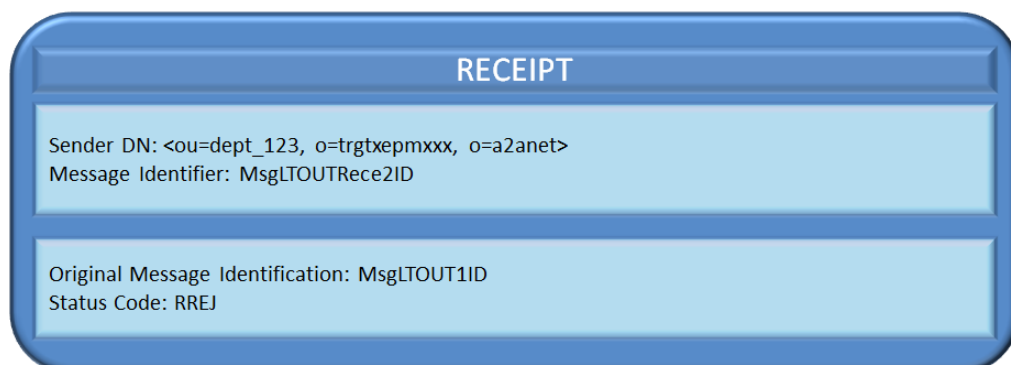 RECEIPT
Sender DN: <ou=dept_123, o=trgtxepmxxx, o=a2anet>
Message Identifier: MsgLTOUTRece2ID
Original Message Identification: MsgLTOUT1ID
Status Code: RREJ